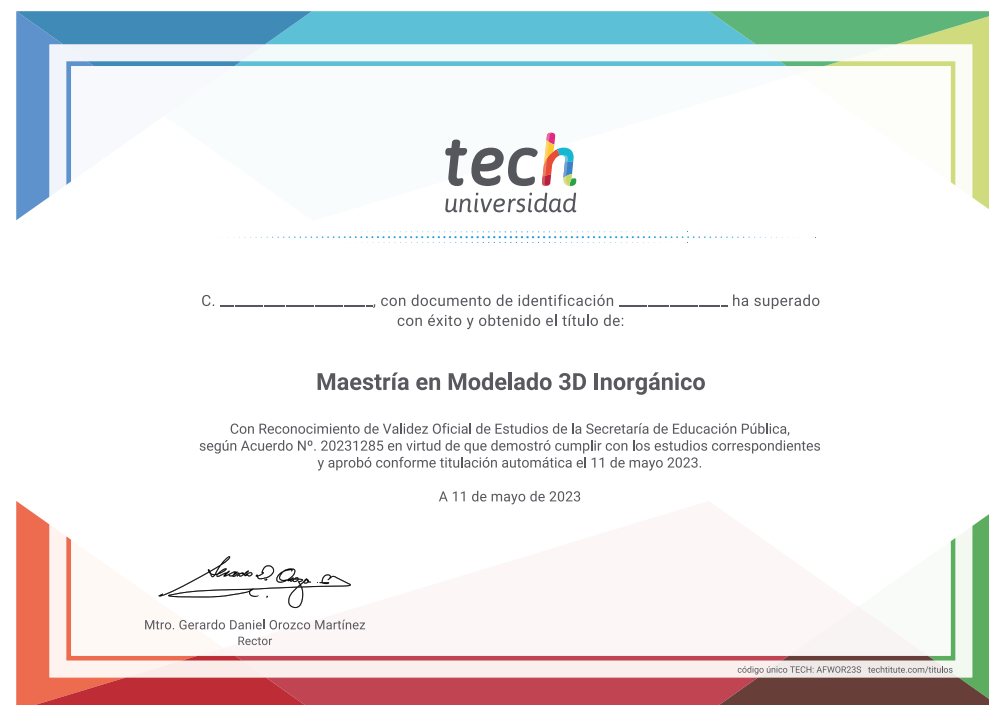 tech
universidad
C. ____________________, con documento de identificación ______________ ha superado
con éxito y obtenido el título de:
Maestría en Modelado 3D Inorgánico
Con Reconocimiento de Validez Oficial de Estudios de la Secretaría de Educación Pública,
según Acuerdo Nº. 20231285 en virtud de que demostró cumplir con los estudios correspondientes
y aprobó conforme titulación automática el 11 de mayo 2023.
A 11 de mayo de 2023
Mtro. Gerardo Daniel Orozco Martínez
Rector
código único TECH: AFWOR23S techtitute.com/titulos